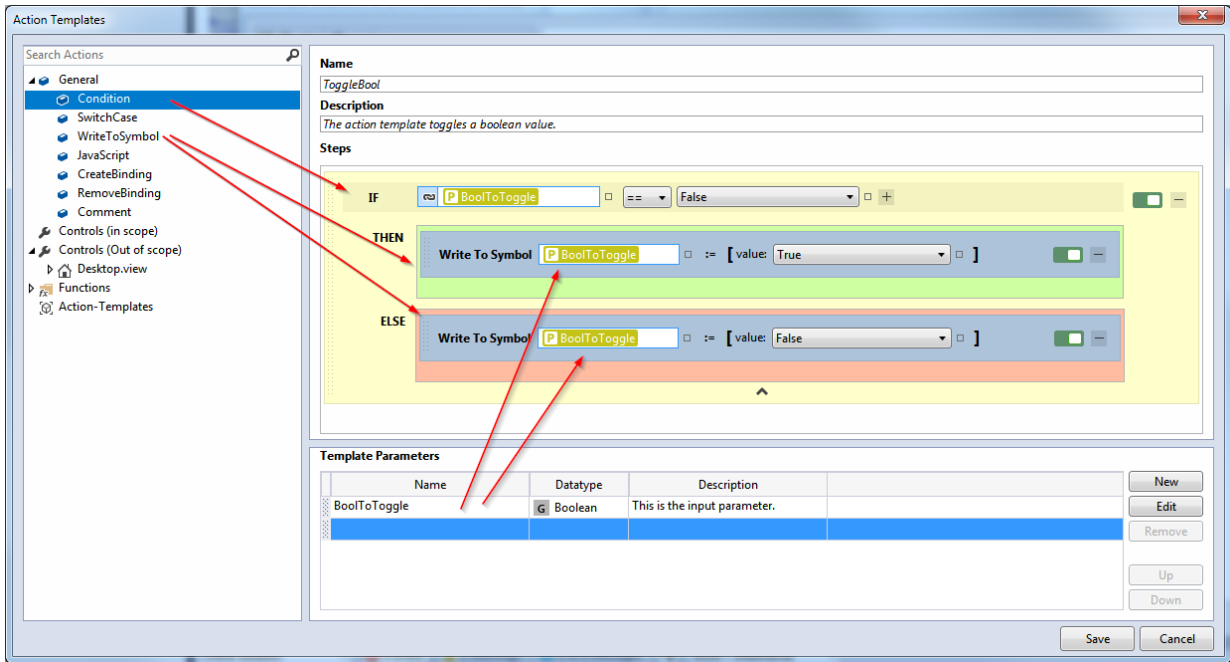 Action Templates
Search Actions
General
Condition
SwitchCase
WriteToSymbol
JavaScript
CreateBinding
RemoveBinding
Comment
Controls (in scope)
Controls (Out of scope)
Desktop.view
Functions
Action-Templates
Name
ToggleBool
Description
The action template toggles a boolean value.
Steps
IF P BoolToToggle == False +
THEN
Write To Symbol P BoolToToggle := [ value: True ]
ELSE
Write To Symbol P BoolToToggle := [ value: False ]
Template Parameters
Name Datatype Description
BoolToToggle G Boolean This is the input parameter.
New
Edit
Remove
Up
Down
Save Cancel